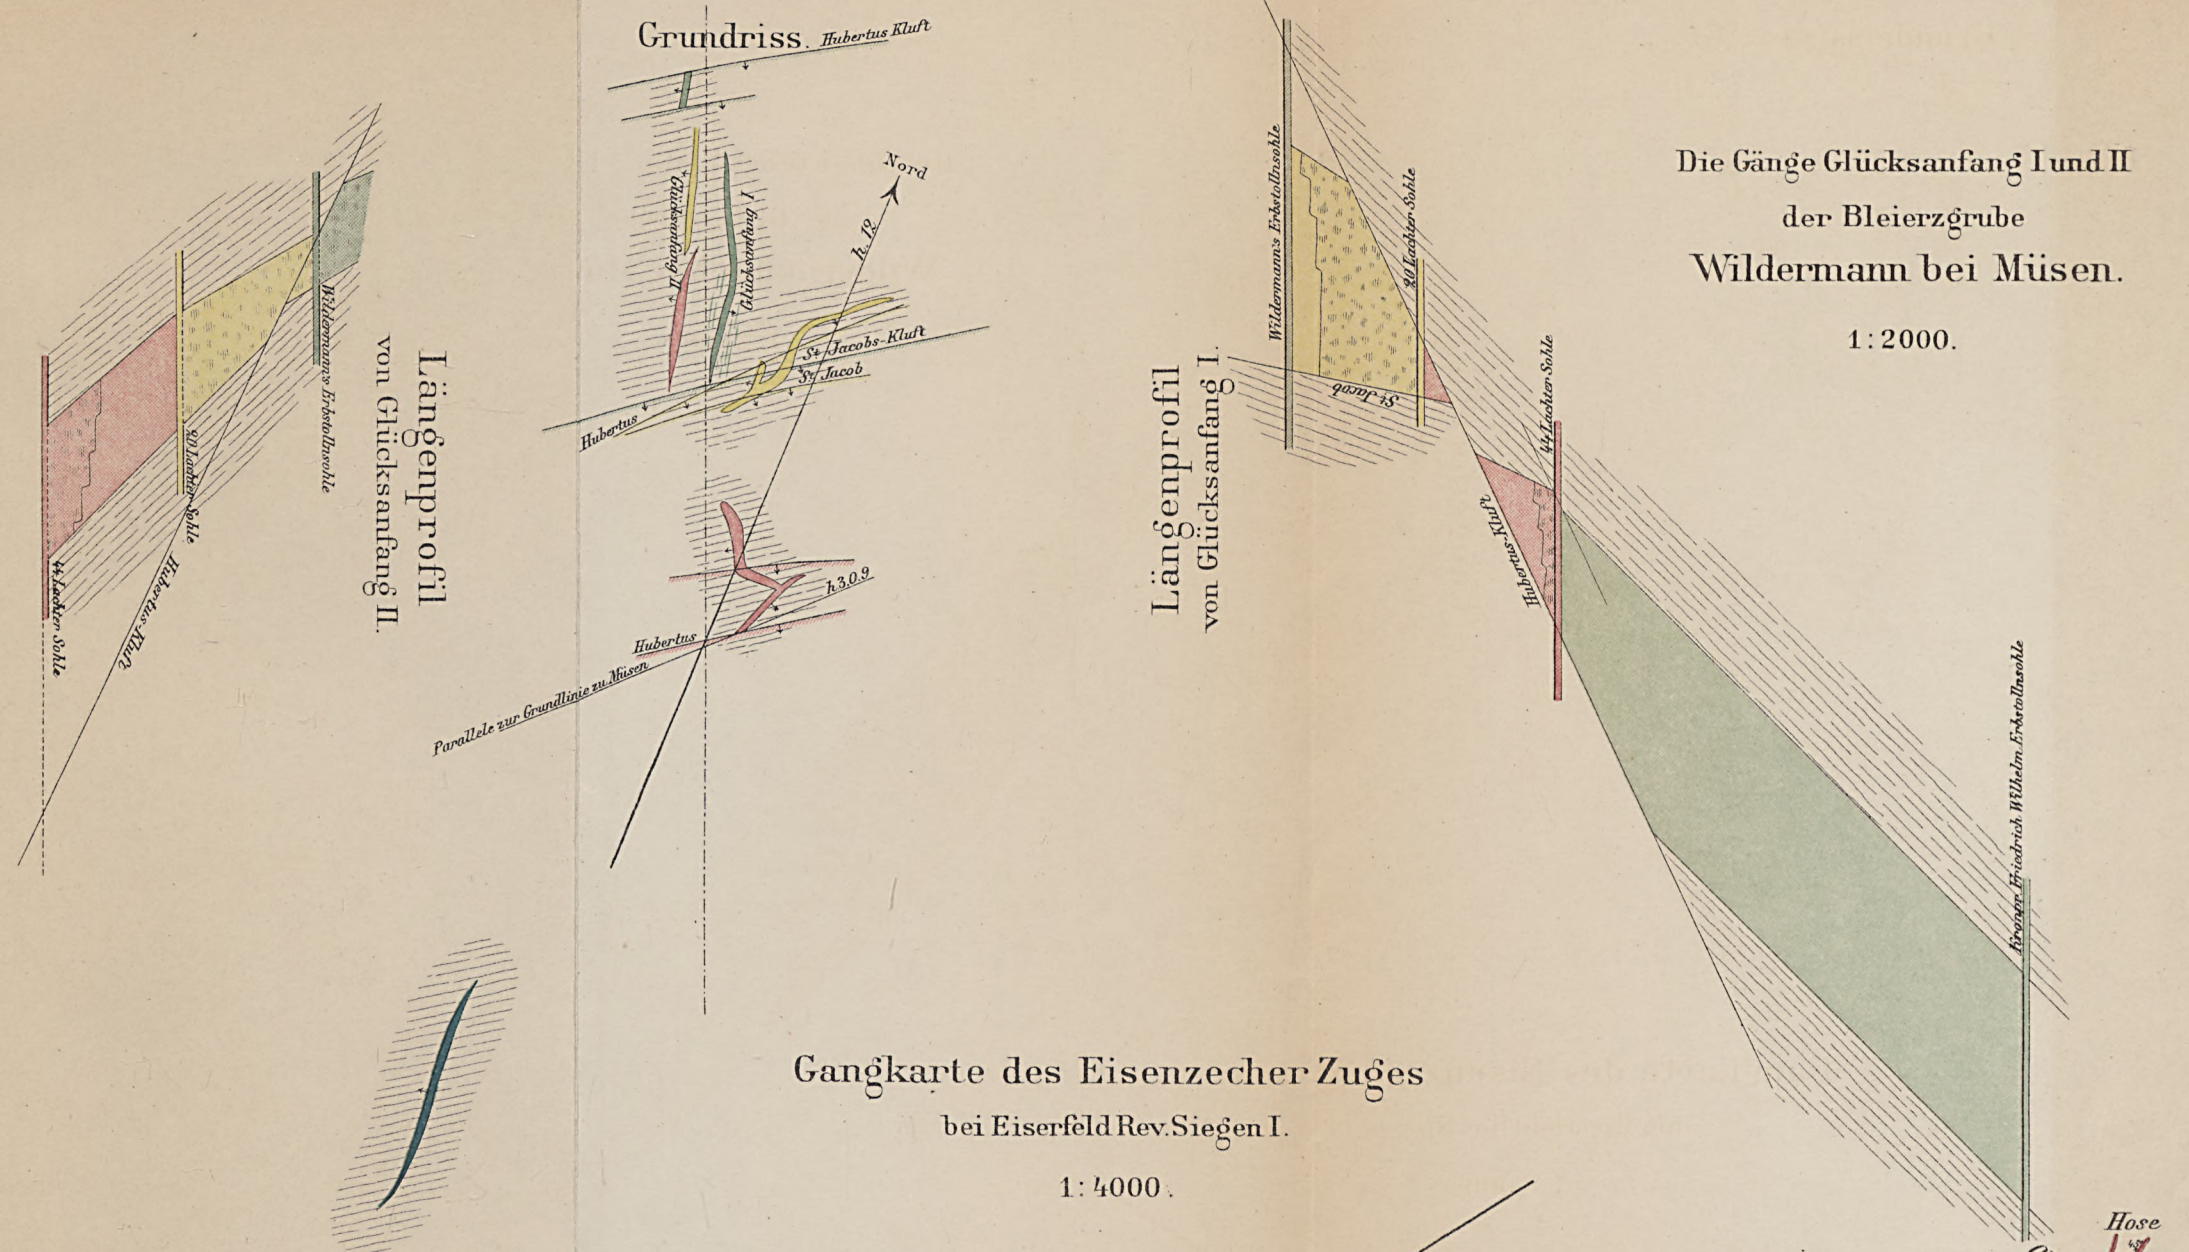 Grundriss.
Hubertus Kluft
Nord
h. 12
Glücksanfang II
Glücksanfang I
St. Jacobs-Kluft
St. Jacob
Hubertus
h 3.0.9
Hubertus
Parallele zur Grundlinie zu Müsen
Längenprofil
von Glücksanfang II.
Wildermann's Erbstollnsohle
20 Lachter Sohle
44 Lachter Sohle
Hubertus-Kluft
Längenprofil
von Glücksanfang I.
Wildermann's Erbstollnsohle
20 Lachter Sohle
St. Jacob
44 Lachter Sohle
Hubertus-Kluft
Kronpr. Friedrich Wilhelm Erbstollnsohle
Die Gänge Glücksanfang I und II
der Bleierzgrube
Wildermann bei Müsen.
1:2000.
Gangkarte des Eisenzecher Zuges
bei Eiserfeld Rev. Siegen I.
1:4000.
Hose